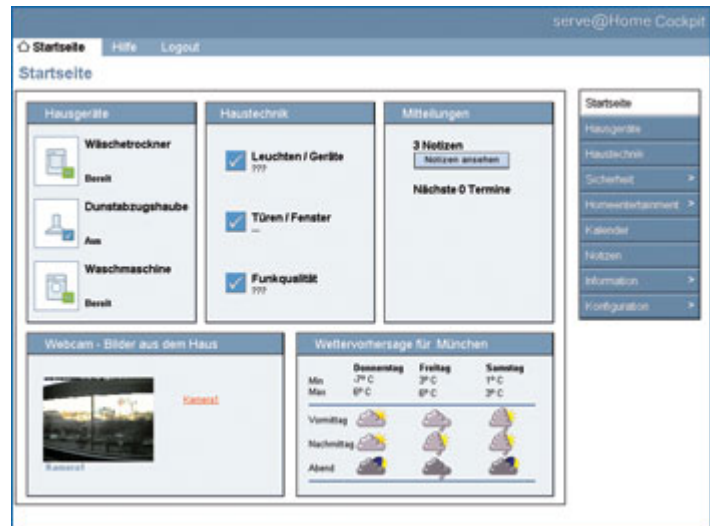 serve@Home Cockpit
Startseite Hilfe Logout
Startseite
Hausgeräte
Wäschetrockner
Bereit
Dunstabzugshaube
Aus
Waschmaschine
Bereit
Haustechnik
Leuchten / Geräte
???
Türen / Fenster
--
Funkqualität
???
Mitteilungen
3 Notizen
Notizen ansehen
Nächste 0 Termine
Webcam - Bilder aus dem Haus
Kamera1
Kamera1
Wettervorhersage für München
Donnerstag Freitag Samstag
Min -7° C 3° C 1° C
Max 6° C 6° C 3° C
Vormittag
Nachmittag
Abend
Startseite
Hausgeräte
Haustechnik
Sicherheit >
Homeentertainment >
Kalender
Notizen
Information >
Konfiguration >